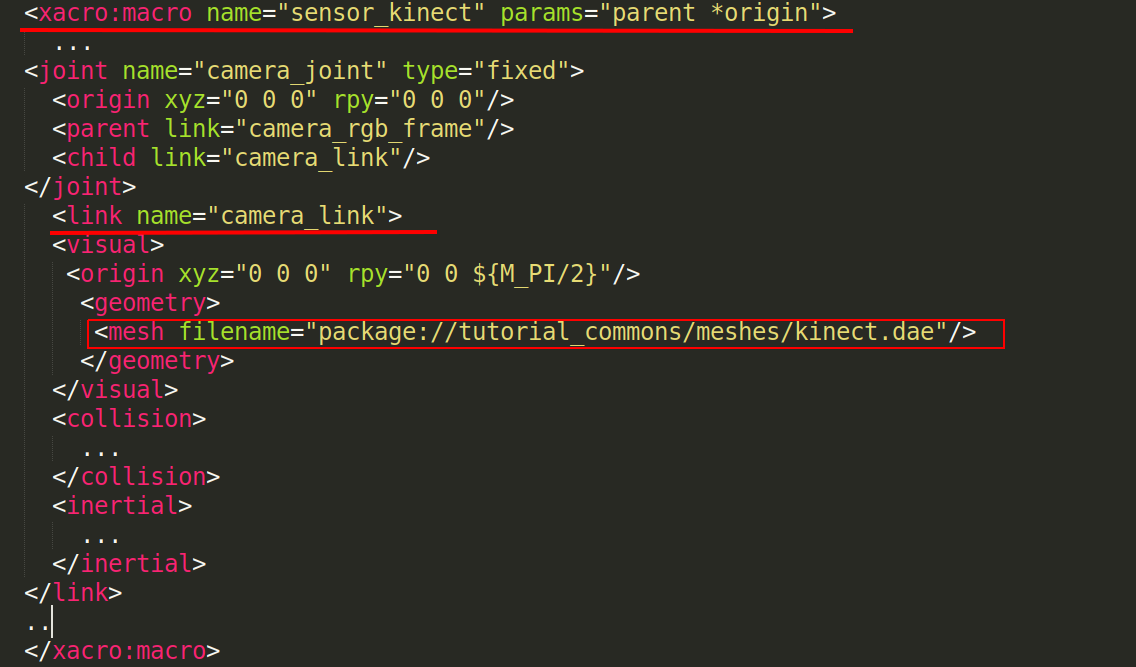 <xacro:macro name="sensor_kinect" params="parent *origin">
...
<joint name="camera_joint" type="fixed">
<origin xyz="0 0 0" rpy="0 0 0"/>
<parent link="camera_rgb_frame"/>
<child link="camera_link"/>
</joint>
<link name="camera_link">
<visual>
<origin xyz="0 0 0" rpy="0 0 ${M_PI/2}"/>
<geometry>
<mesh filename="package://tutorial_commons/meshes/kinect.dae"/>
</geometry>
</visual>
<collision>
...
</collision>
<inertial>
...
</inertial>
</link>
..
</xacro:macro>